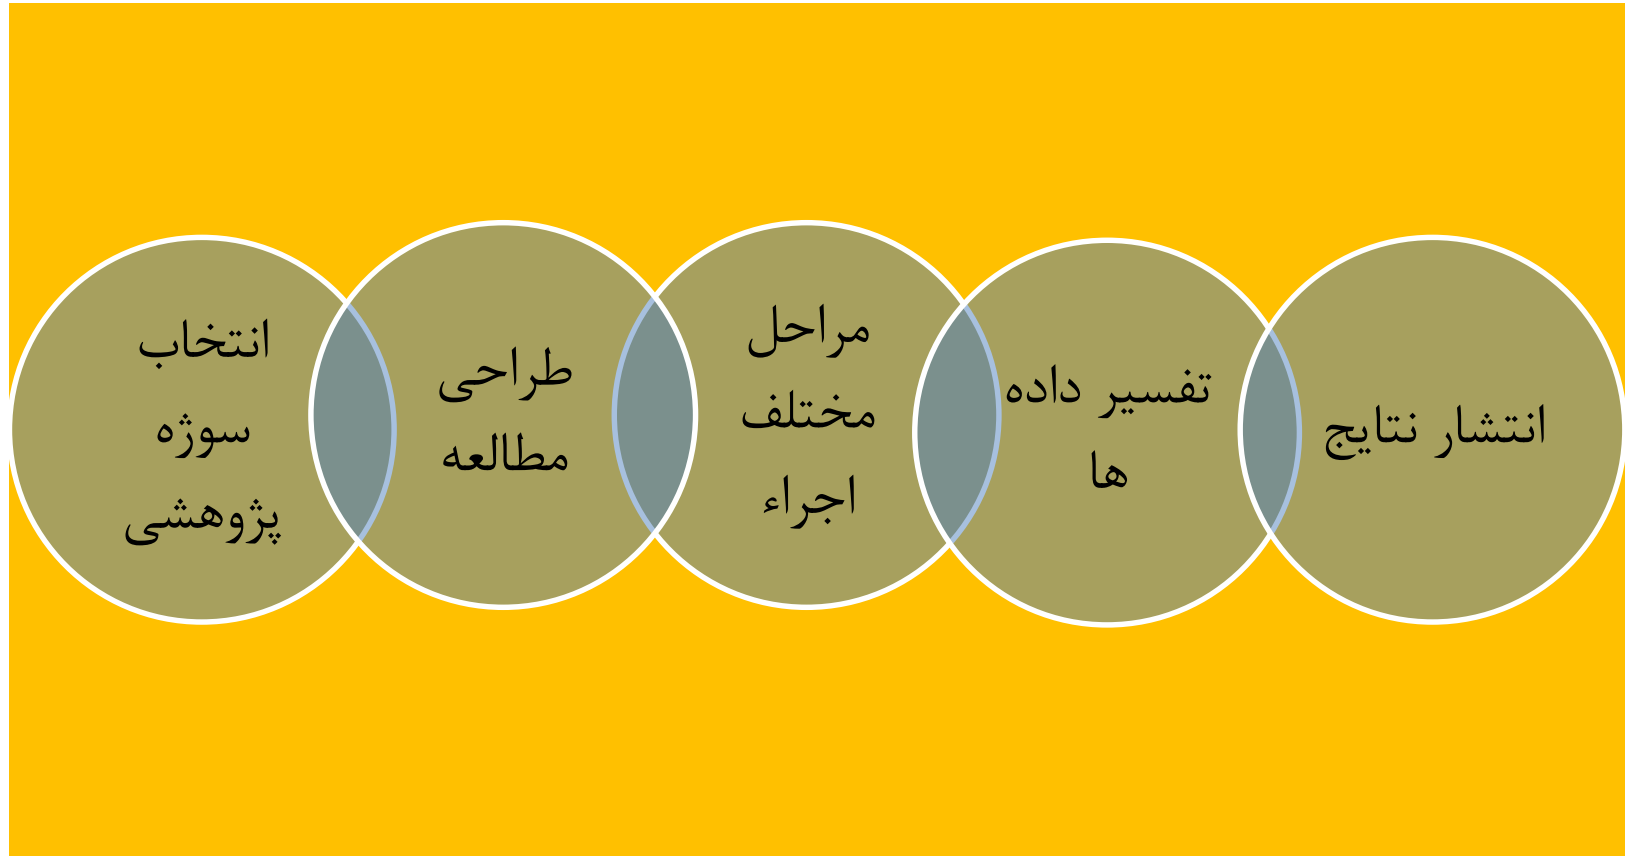 انتخاب
سوژه
پژوهشی
طراحی
مطالعه
مراحل
مختلف
اجراء
تفسیر داده
ها
انتشار نتایج